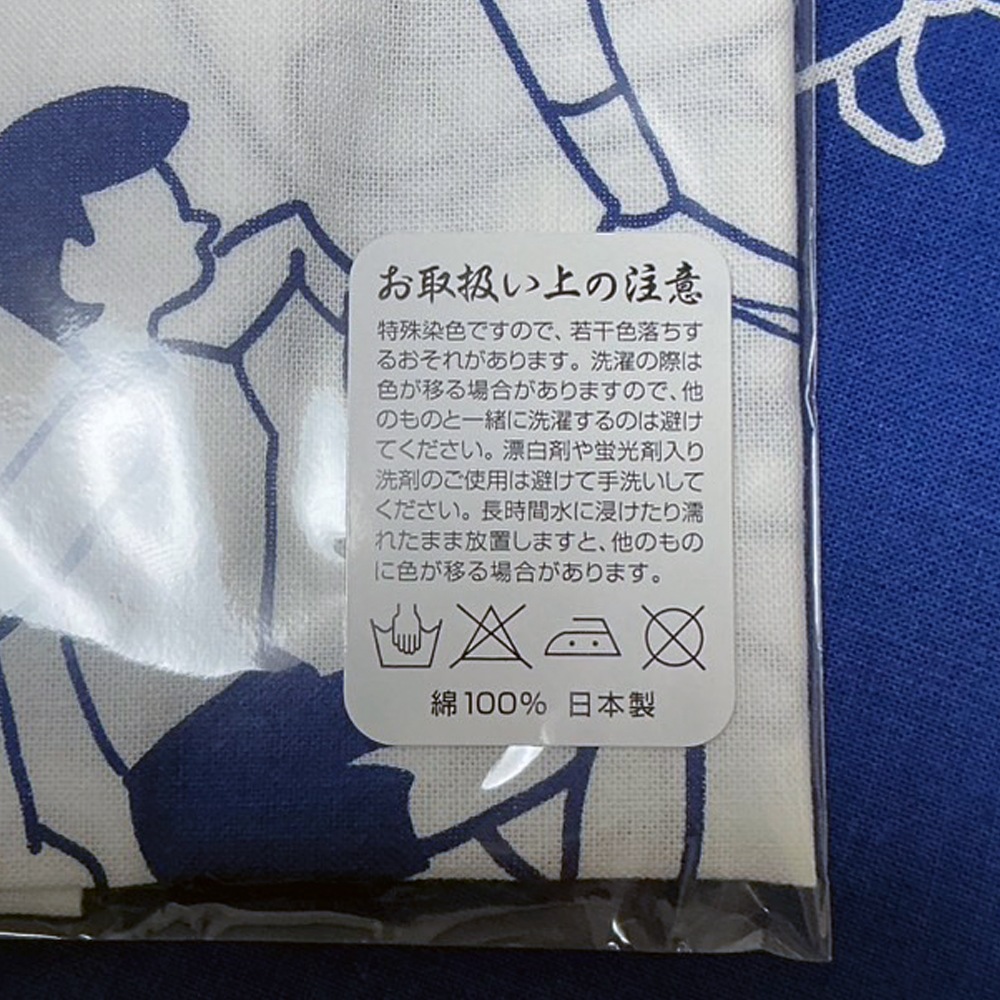 お取扱い上の注意
特殊染色ですので、若干色落ちす
るおそれがあります。洗濯の際は
色が移る場合がありますので、他
のものと一緒に洗濯するのは避け
てください。漂白剤や蛍光剤入り
洗剤のご使用は避けて手洗いして
ください。長時間水に浸けたり濡
れたまま放置しますと、他のもの
に色が移る場合があります。
綿100% 日本製